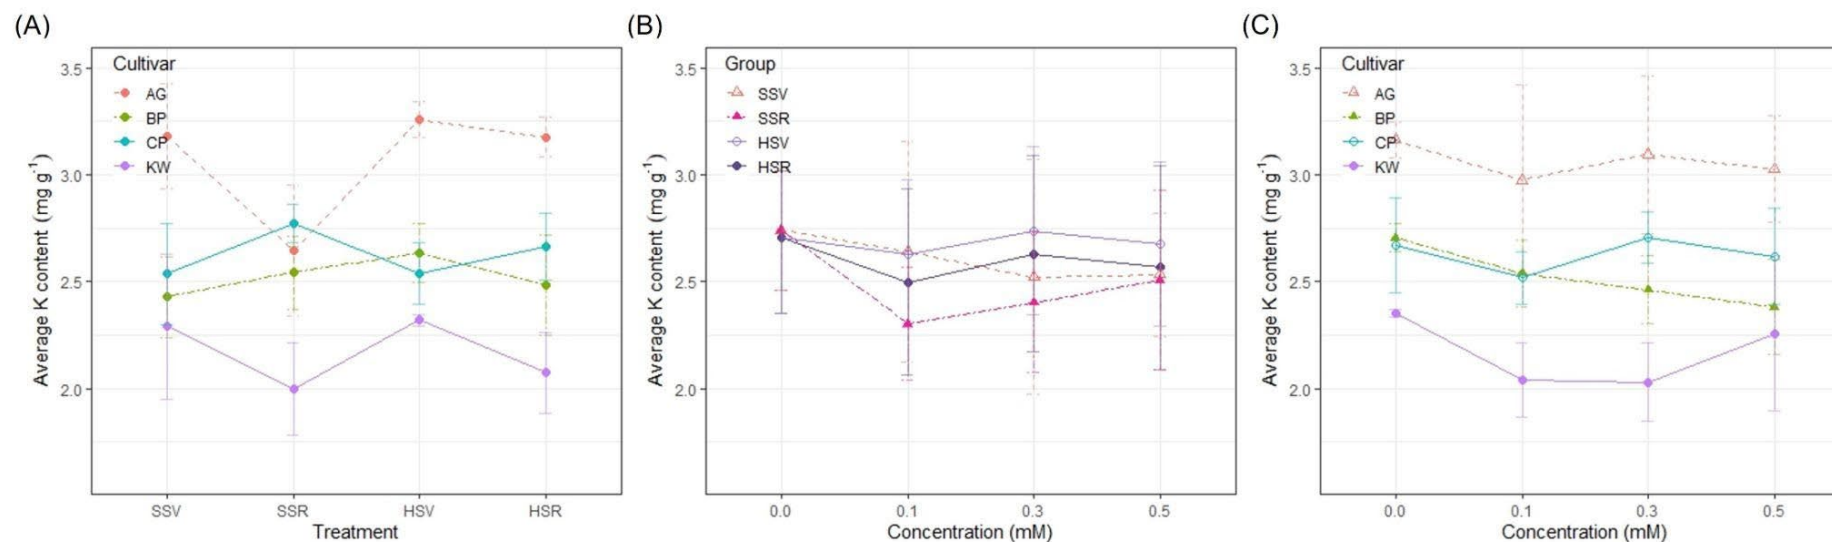 (A)
Cultivar
AG
BP
CP
KW
3.5
3.0
2.5
2.0
Average K content (mg g⁻¹)
SSV SSR HSV HSR
Treatment
(B)
Group
SSV
SSR
HSV
HSR
3.5
3.0
2.5
2.0
Average K content (mg g⁻¹)
0.0 0.1 0.3 0.5
Concentration (mM)
(C)
Cultivar
AG
BP
CP
KW
3.5
3.0
2.5
2.0
Average K content (mg g⁻¹)
0.0 0.1 0.3 0.5
Concentration (mM)